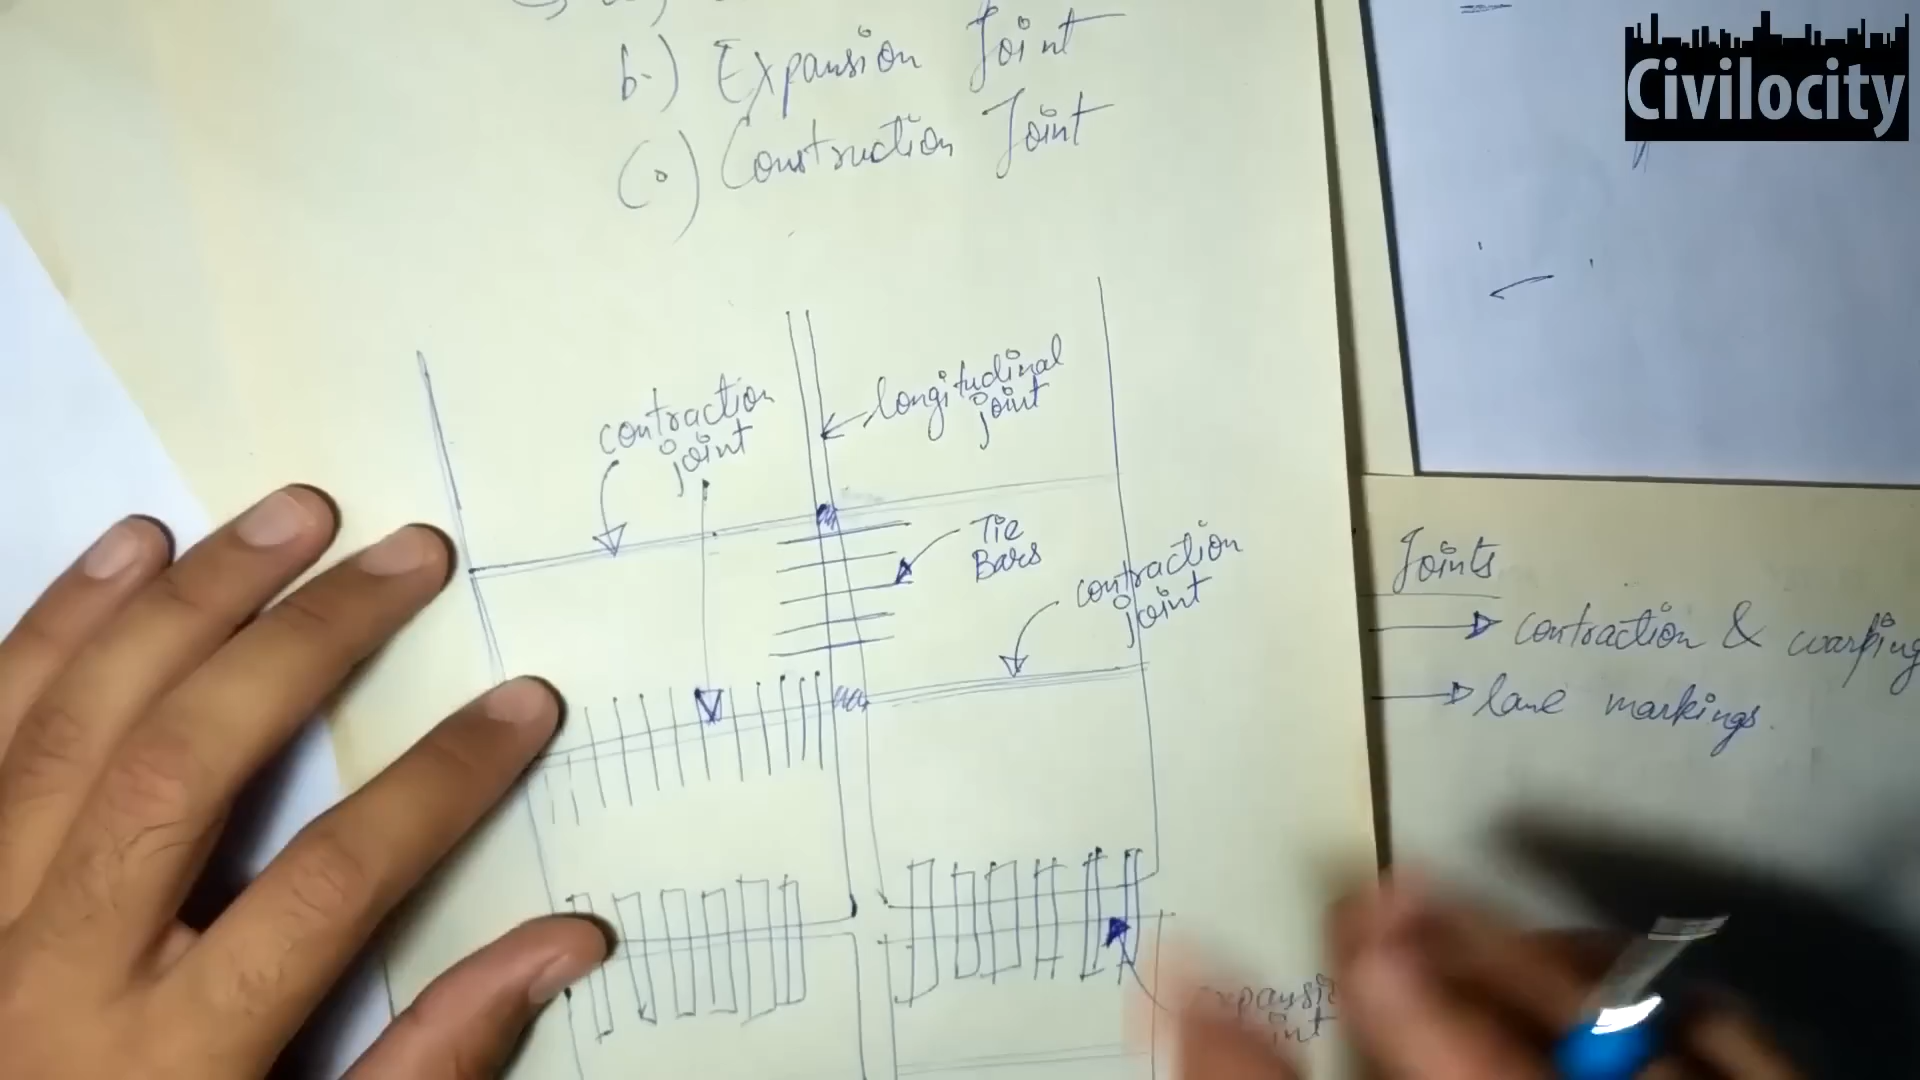 b.) Expansion Joint
(c) Construction Joint
Civilocity
contraction
joint
longitudinal
joint
Tie
Bars
contraction
joint
Joints
contraction & warping
lane markings.